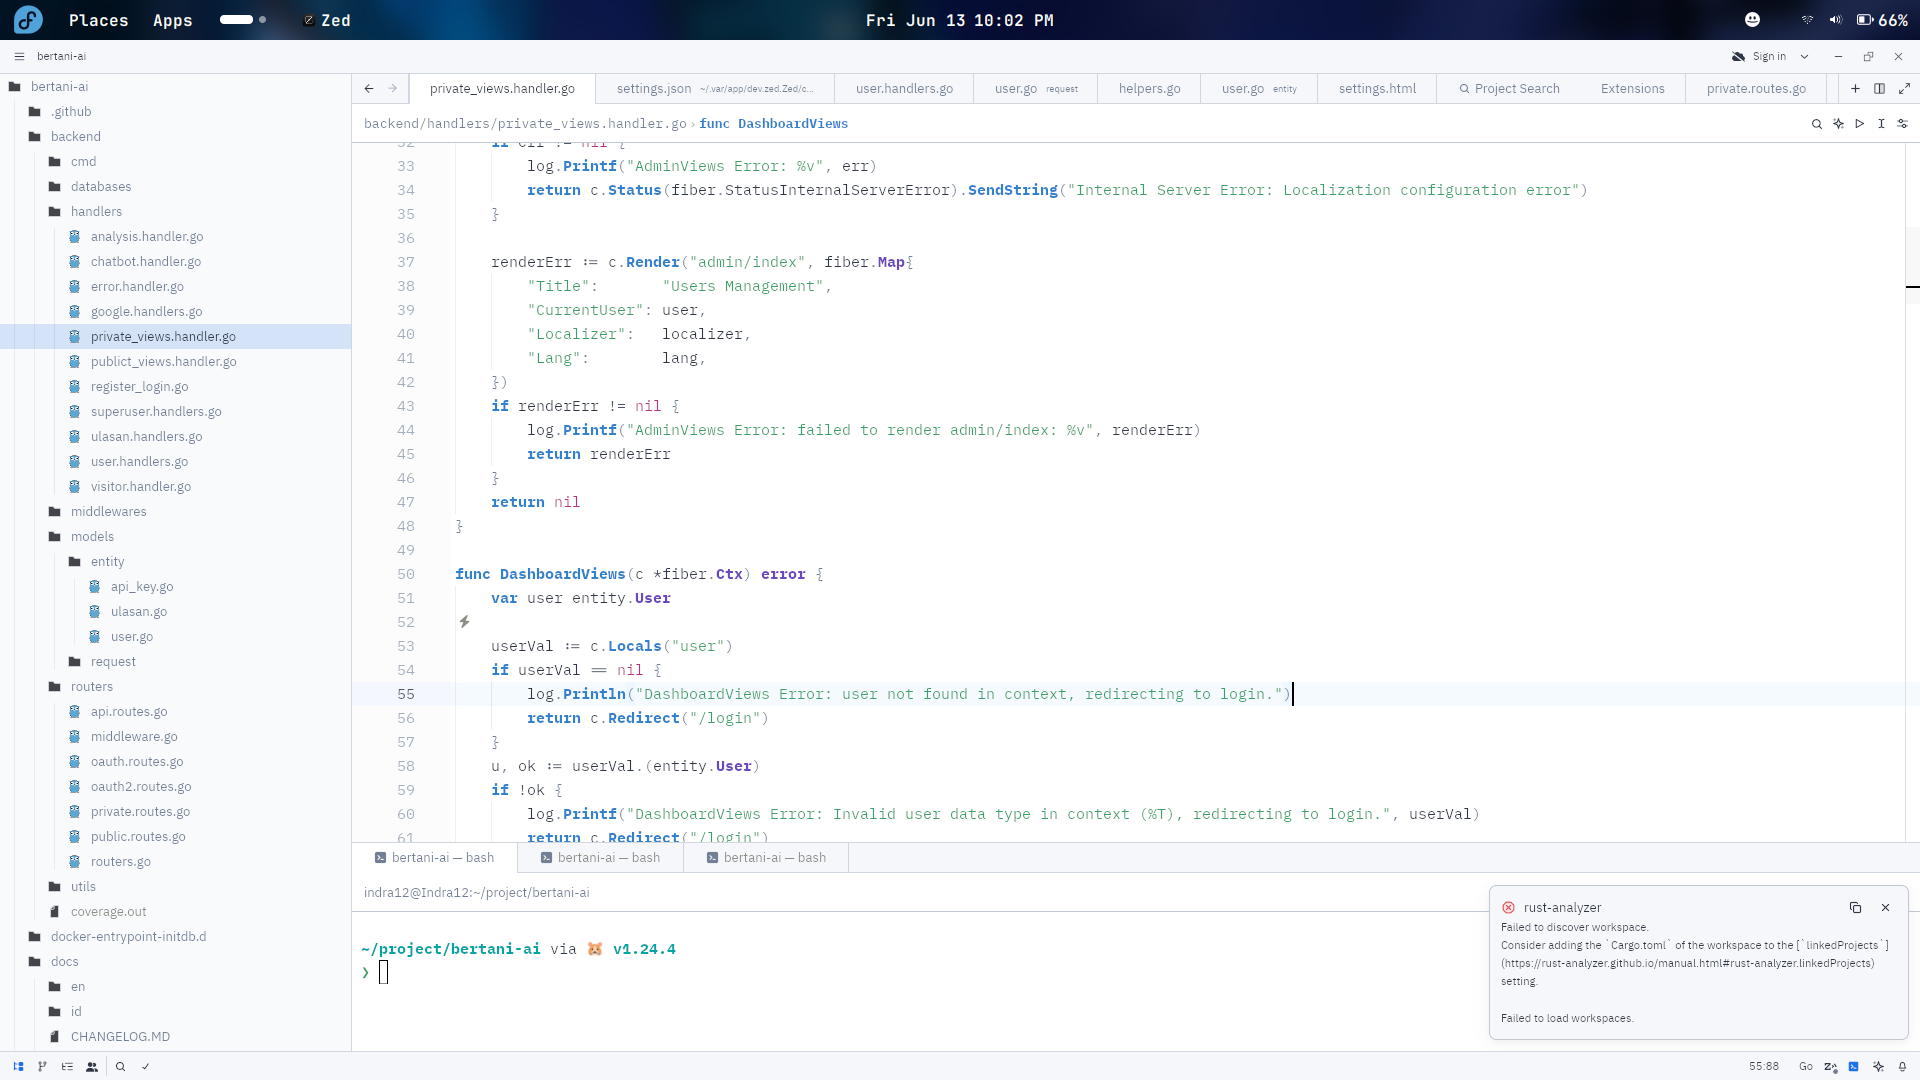 Places Apps Zed Fri Jun 13 10:02 PM 66%
bertani-ai Sign in
bertani-ai
.github
backend
cmd
databases
handlers
analysis.handler.go
chatbot.handler.go
error.handler.go
google.handlers.go
private_views.handler.go
publict_views.handler.go
register_login.go
superuser.handlers.go
ulasan.handlers.go
user.handlers.go
visitor.handler.go
middlewares
models
entity
api_key.go
ulasan.go
user.go
request
routers
api.routes.go
middleware.go
oauth.routes.go
oauth2.routes.go
private.routes.go
public.routes.go
routers.go
utils
coverage.out
docker-entrypoint-initdb.d
docs
en
id
CHANGELOG.MD
private_views.handler.go settings.json ~/.var/app/dev.zed.Zed/c... user.handlers.go user.go request helpers.go user.go entity settings.html Project Search Extensions private.routes.go
backend/handlers/private_views.handler.go › func DashboardViews
32 if err != nil {
33 log.Printf("AdminViews Error: %v", err)
34 return c.Status(fiber.StatusInternalServerError).SendString("Internal Server Error: Localization configuration error")
35 }
36
37 renderErr := c.Render("admin/index", fiber.Map{
38 "Title": "Users Management",
39 "CurrentUser": user,
40 "Localizer": localizer,
41 "Lang": lang,
42 })
43 if renderErr != nil {
44 log.Printf("AdminViews Error: failed to render admin/index: %v", renderErr)
45 return renderErr
46 }
47 return nil
48 }
49
50 func DashboardViews(c *fiber.Ctx) error {
51 var user entity.User
52
53 userVal := c.Locals("user")
54 if userVal == nil {
55 log.Println("DashboardViews Error: user not found in context, redirecting to login.")
56 return c.Redirect("/login")
57 }
58 u, ok := userVal.(entity.User)
59 if !ok {
60 log.Printf("DashboardViews Error: Invalid user data type in context (%T), redirecting to login.", userVal)
61 return c.Redirect("/login")
bertani-ai — bash bertani-ai — bash bertani-ai — bash
indra12@Indra12:~/project/bertani-ai
~/project/bertani-ai via 🐹 v1.24.4
❯
rust-analyzer
Failed to discover workspace.
Consider adding the `Cargo.toml` of the workspace to the [`linkedProjects`]
(https://rust-analyzer.github.io/manual.html#rust-analyzer.linkedProjects)
setting.
Failed to load workspaces.
55:88 Go